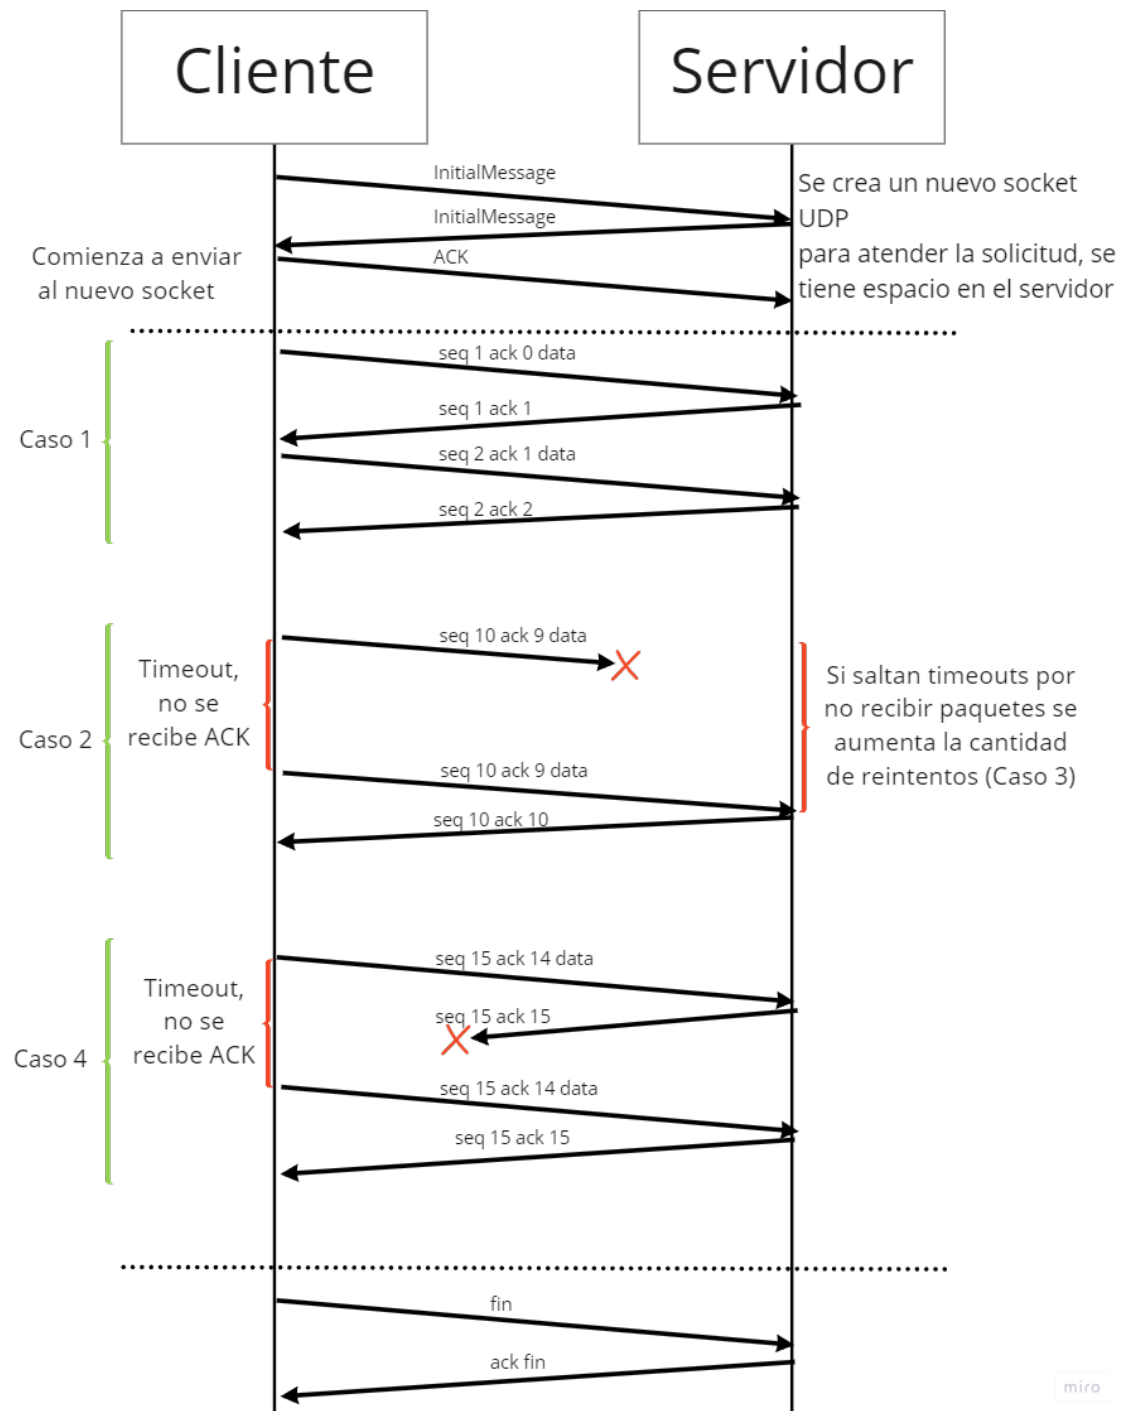 Cliente
Servidor
InitialMessage
Se crea un nuevo socket
UDP
para atender la solicitud, se
tiene espacio en el servidor
InitialMessage
Comienza a enviar
al nuevo socket
ACK
Caso 1
seq 1 ack 0 data
seq 1 ack 1
seq 2 ack 1 data
seq 2 ack 2
Caso 2
Timeout,
no se
recibe ACK
seq 10 ack 9 data
Si saltan timeouts por
no recibir paquetes se
aumenta la cantidad
de reintentos (Caso 3)
seq 10 ack 9 data
seq 10 ack 10
Caso 4
Timeout,
no se
recibe ACK
seq 15 ack 14 data
seq 15 ack 15
seq 15 ack 14 data
seq 15 ack 15
fin
ack fin
miro